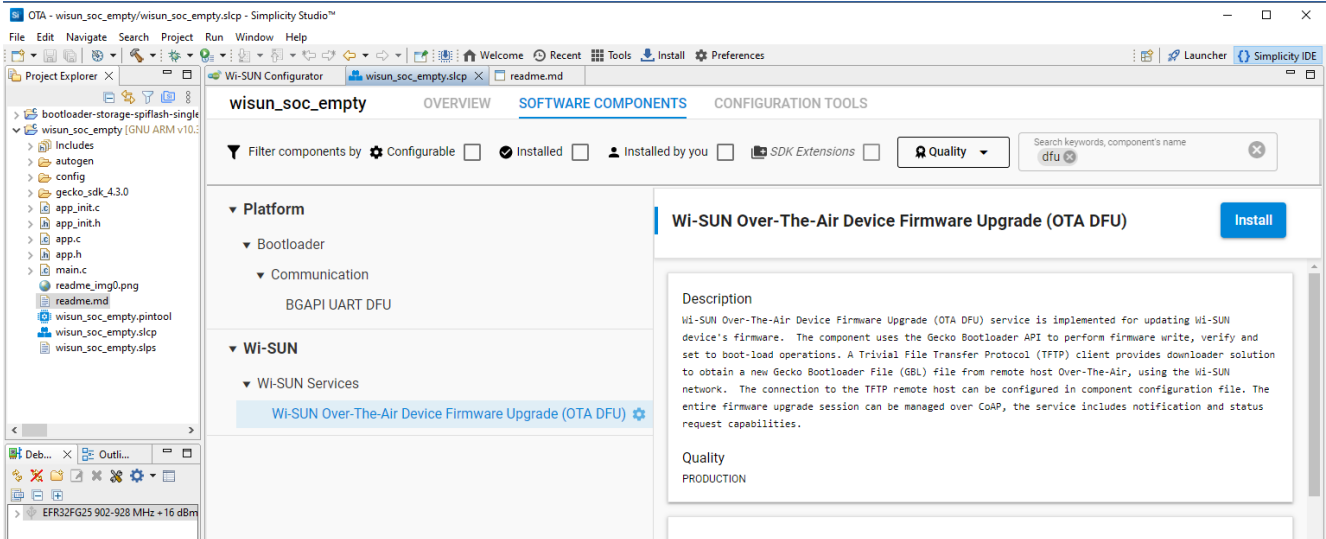 OTA - wisun_soc_empty/wisun_soc_empty.slcp - Simplicity Studio™
File Edit Navigate Search Project Run Window Help
Welcome Recent Tools Install Preferences Launcher {} Simplicity IDE
Project Explorer
Wi-SUN Configurator wisun_soc_empty.slcp readme.md
bootloader-storage-spiflash-single
wisun_soc_empty [GNU ARM v10.3
Includes
autogen
config
gecko_sdk_4.3.0
app_init.c
app_init.h
app.c
app.h
main.c
readme_img0.png
readme.md
wisun_soc_empty.pintool
wisun_soc_empty.slcp
wisun_soc_empty.slps
Deb... Outli...
EFR32FG25 902-928 MHz +16 dBm
wisun_soc_empty OVERVIEW SOFTWARE COMPONENTS CONFIGURATION TOOLS
Filter components by Configurable Installed Installed by you SDK Extensions Quality
Search keywords, component's name
dfu
Platform
Bootloader
Communication
BGAPI UART DFU
Wi-SUN
Wi-SUN Services
Wi-SUN Over-The-Air Device Firmware Upgrade (OTA DFU)
Wi-SUN Over-The-Air Device Firmware Upgrade (OTA DFU)
Install
Description
Wi-SUN Over-The-Air Device Firmware Upgrade (OTA DFU) service is implemented for updating Wi-SUN
device's firmware. The component uses the Gecko Bootloader API to perform firmware write, verify and
set to boot-load operations. A Trivial File Transfer Protocol (TFTP) client provides downloader solution
to obtain a new Gecko Bootloader File (GBL) file from remote host Over-The-Air, using the Wi-SUN
network. The connection to the TFTP remote host can be configured in component configuration file. The
entire firmware upgrade session can be managed over CoAP, the service includes notification and status
request capabilities.
Quality
PRODUCTION